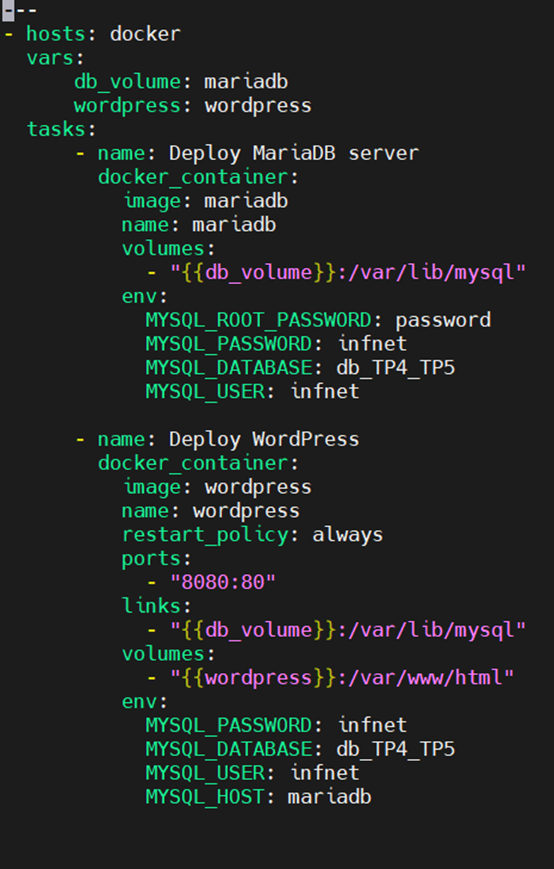 ---
- hosts: docker
  vars:
      db_volume: mariadb
      wordpress: wordpress
  tasks:
      - name: Deploy MariaDB server
        docker_container:
          image: mariadb
          name: mariadb
          volumes:
            - "{{db_volume}}:/var/lib/mysql"
          env:
            MYSQL_ROOT_PASSWORD: password
            MYSQL_PASSWORD: infnet
            MYSQL_DATABASE: db_TP4_TP5
            MYSQL_USER: infnet

      - name: Deploy WordPress
        docker_container:
          image: wordpress
          name: wordpress
          restart_policy: always
          ports:
            - "8080:80"
          links:
            - "{{db_volume}}:/var/lib/mysql"
          volumes:
            - "{{wordpress}}:/var/www/html"
          env:
            MYSQL_PASSWORD: infnet
            MYSQL_DATABASE: db_TP4_TP5
            MYSQL_USER: infnet
            MYSQL_HOST: mariadb